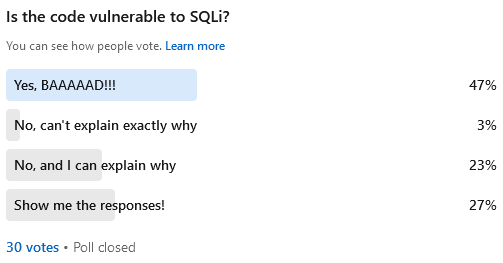 Is the code vulnerable to SQLi?
You can see how people vote. Learn more
Yes, BAAAAAD!!! 47%
No, can't explain exactly why 3%
No, and I can explain why 23%
Show me the responses! 27%
30 votes • Poll closed